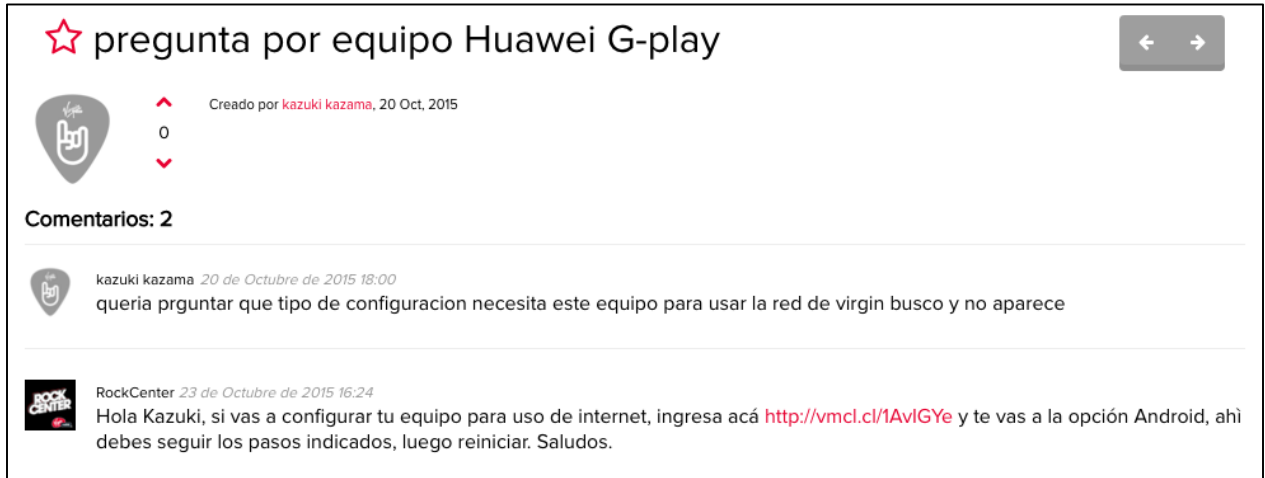 pregunta por equipo Huawei G-play
Virgin
0
Creado por kazuki kazama, 20 Oct, 2015
Comentarios: 2
kazuki kazama 20 de Octubre de 2015 18:00
queria prguntar que tipo de configuracion necesita este equipo para usar la red de virgin busco y no aparece
ROCK
CENTER
RockCenter 23 de Octubre de 2015 16:24
Hola Kazuki, si vas a configurar tu equipo para uso de internet, ingresa acá http://vmcl.cl/1AvlGYe y te vas a la opción Android, ahì
debes seguir los pasos indicados, luego reiniciar. Saludos.